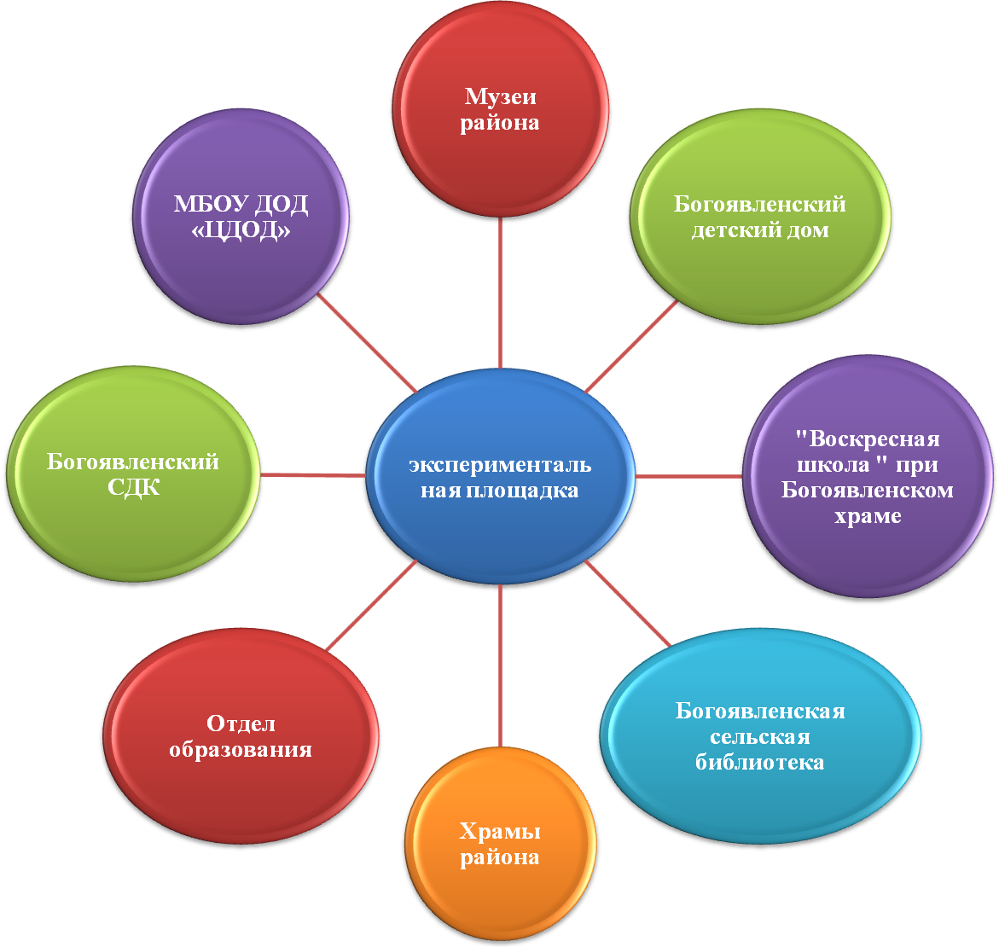 Музеи
района
Богоявленский
детский дом
"Воскресная
школа " при
Богоявленском
храме
Богоявленская
сельская
библиотека
Храмы
района
Отдел
образования
Богоявленский
СДК
МБОУ ДОД
«ЦДОД»
эксперименталь
ная площадка